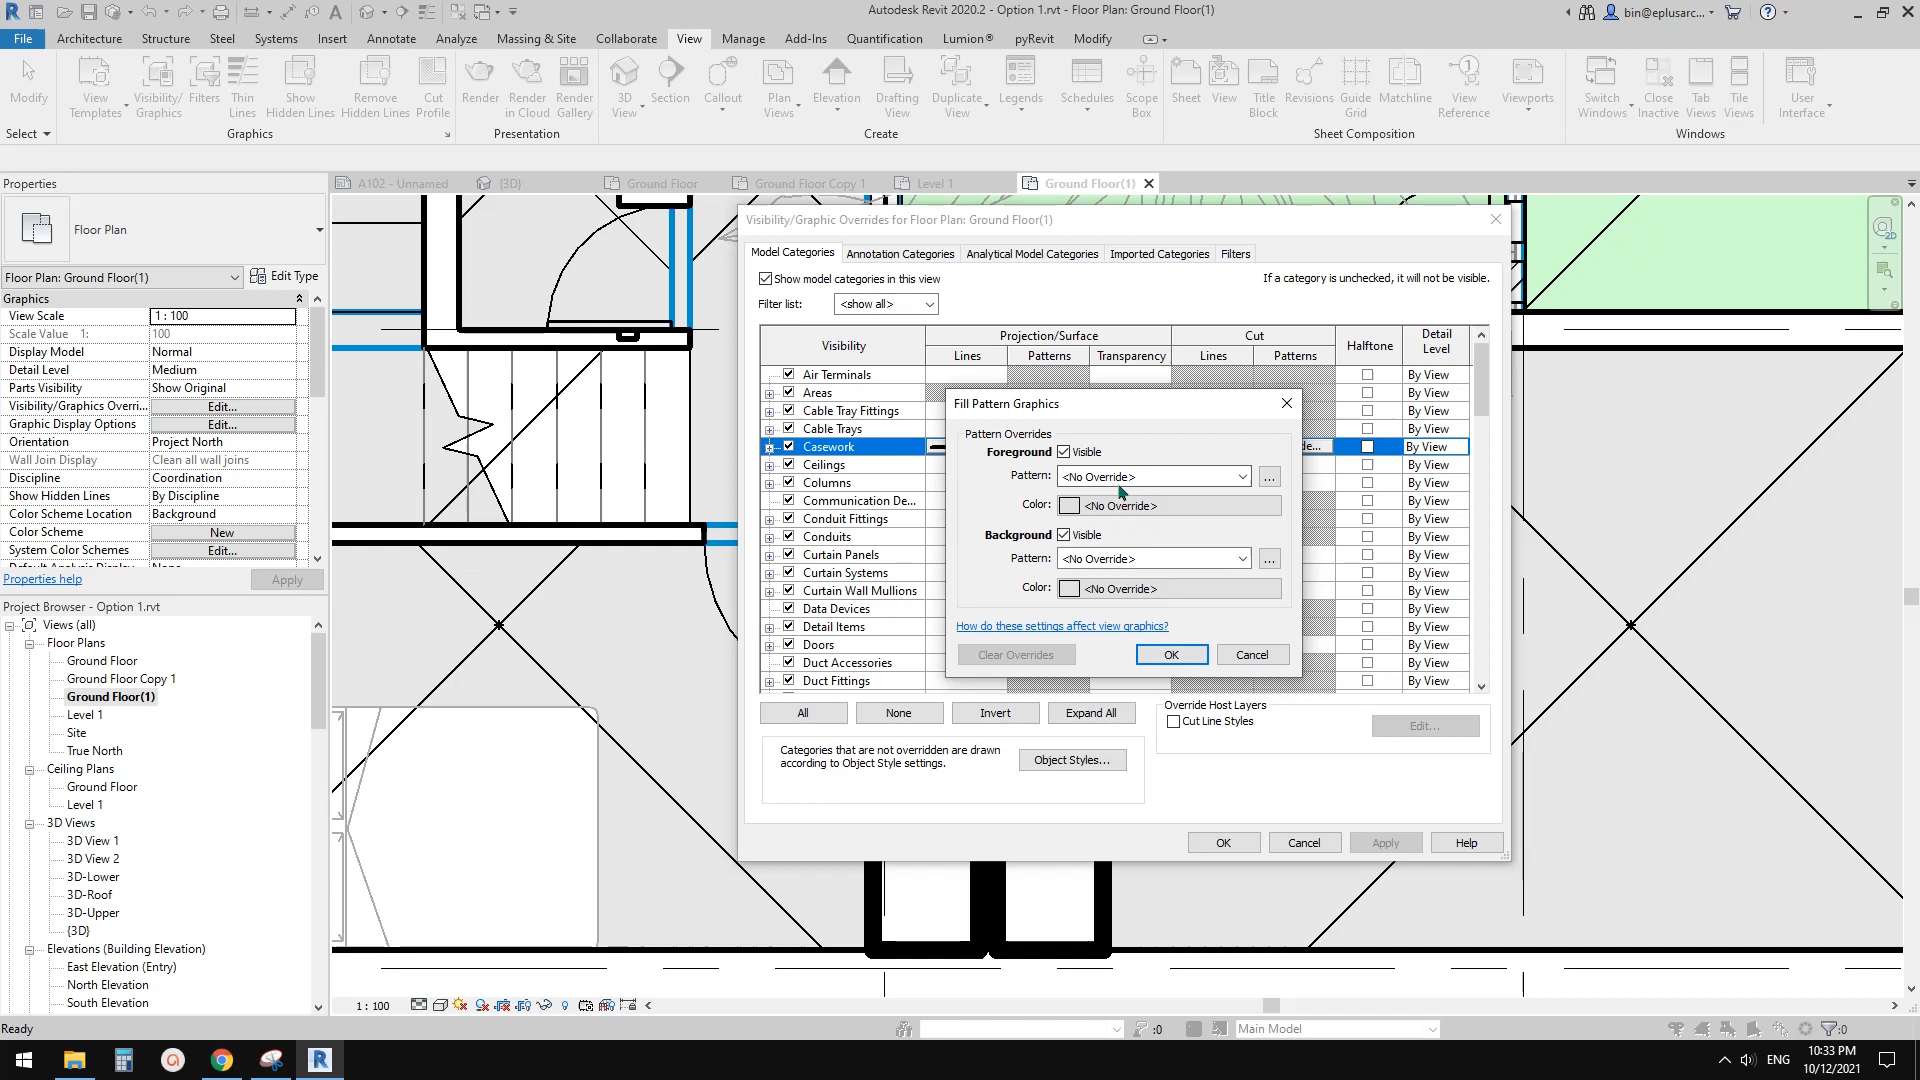 Autodesk Revit 2020.2 - Option 1.rvt - Floor Plan: Ground Floor(1)
bin@eplusarc...
File Architecture Structure Steel Systems Insert Annotate Analyze Massing & Site Collaborate View Manage Add-Ins Quantification Lumion® pyRevit Modify
Modify
View Templates
Visibility/ Graphics
Filters
Thin Lines
Show Hidden Lines
Remove Hidden Lines
Cut Profile
Render
Render in Cloud
Render Gallery
3D View
Section
Callout
Plan Views
Elevation
Drafting View
Duplicate View
Legends
Schedules
Scope Box
Sheet
View
Title Block
Revisions
Guide Grid
Matchline
View Reference
Viewports
Switch Windows
Close Inactive
Tab Views
Tile Views
User Interface
Select Graphics Presentation Create Sheet Composition Windows
Properties
A102 - Unnamed {3D} Ground Floor Ground Floor Copy 1 Level 1 Ground Floor(1)
Floor Plan
Floor Plan: Ground Floor(1) Edit Type
Graphics
View Scale 1 : 100
Scale Value 1: 100
Display Model Normal
Detail Level Medium
Parts Visibility Show Original
Visibility/Graphics Overri... Edit...
Graphic Display Options Edit...
Orientation Project North
Wall Join Display Clean all wall joins
Discipline Coordination
Show Hidden Lines By Discipline
Color Scheme Location Background
Color Scheme New
System Color Schemes Edit...
Properties help Apply
Project Browser - Option 1.rvt
Views (all)
Floor Plans
Ground Floor
Ground Floor Copy 1
Ground Floor(1)
Level 1
Site
True North
Ceiling Plans
Ground Floor
Level 1
3D Views
3D View 1
3D View 2
3D-Lower
3D-Roof
3D-Upper
{3D}
Elevations (Building Elevation)
East Elevation (Entry)
North Elevation
South Elevation
Visibility/Graphic Overrides for Floor Plan: Ground Floor(1)
Model Categories Annotation Categories Analytical Model Categories Imported Categories Filters
Show model categories in this view If a category is unchecked, it will not be visible.
Filter list: <show all>
Visibility Projection/Surface Cut Halftone Detail Level
Lines Patterns Transparency Lines Patterns
Air Terminals By View
Areas By View
Cable Tray Fittings By View
Cable Trays By View
Casework de... By View
Ceilings By View
Columns By View
Communication De... By View
Conduit Fittings By View
Conduits By View
Curtain Panels By View
Curtain Systems By View
Curtain Wall Mullions By View
Data Devices By View
Detail Items By View
Doors By View
Duct Accessories By View
Duct Fittings By View
Fill Pattern Graphics
Pattern Overrides
Foreground Visible
Pattern: <No Override> ...
Color: <No Override>
Background Visible
Pattern: <No Override> ...
Color: <No Override>
How do these settings affect view graphics?
Clear Overrides OK Cancel
All None Invert Expand All
Override Host Layers
Cut Line Styles Edit...
Categories that are not overridden are drawn
according to Object Style settings.
Object Styles...
OK Cancel Apply Help
1 : 100
Ready :0 Main Model :0
ENG
10:33 PM
10/12/2021